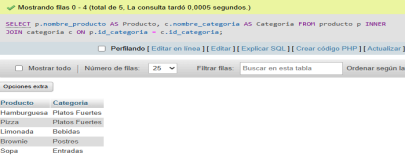 Mostrando filas 0 - 4 (total de 5, La consulta tardó 0,0005 segundos.)
SELECT p.nombre_producto AS Producto, c.nombre_categoria AS Categoria FROM producto p INNER
JOIN categoria c ON p.id_categoria = c.id_categoria;
Perfilando [ Editar en línea ] [ Editar ] [ Explicar SQL ] [ Crear código PHP ] [ Actualizar ]
Mostrar todo | Número de filas: 25 Filtrar filas: Buscar en esta tabla Ordenar según la
Opciones extra
Producto Categoria
Hamburguesa Platos Fuertes
Pizza Platos Fuertes
Limonada Bebidas
Brownie Postres
Sopa Entradas